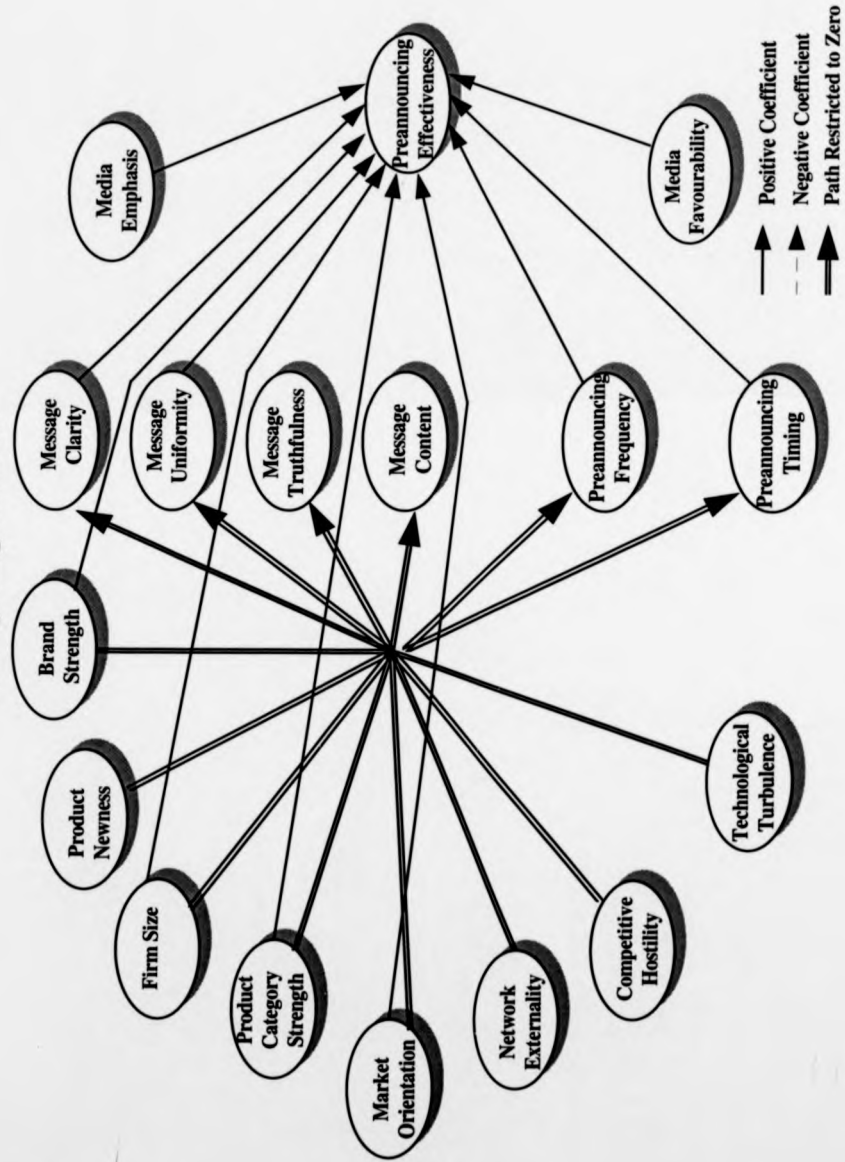 Brand
Strength
Product
Newness
Firm Size
Product
Category
Strength
Market
Orientation
Network
Externality
Competitive
Hostility
Technological
Turbulence
Message
Clarity
Message
Uniformity
Message
Truthfulness
Message
Content
Preannouncing
Frequency
Preannouncing
Timing
Media
Emphasis
Preannouncing
Effectiveness
Media
Favourability
Positive Coefficient
Negative Coefficient
Path Restricted to Zero